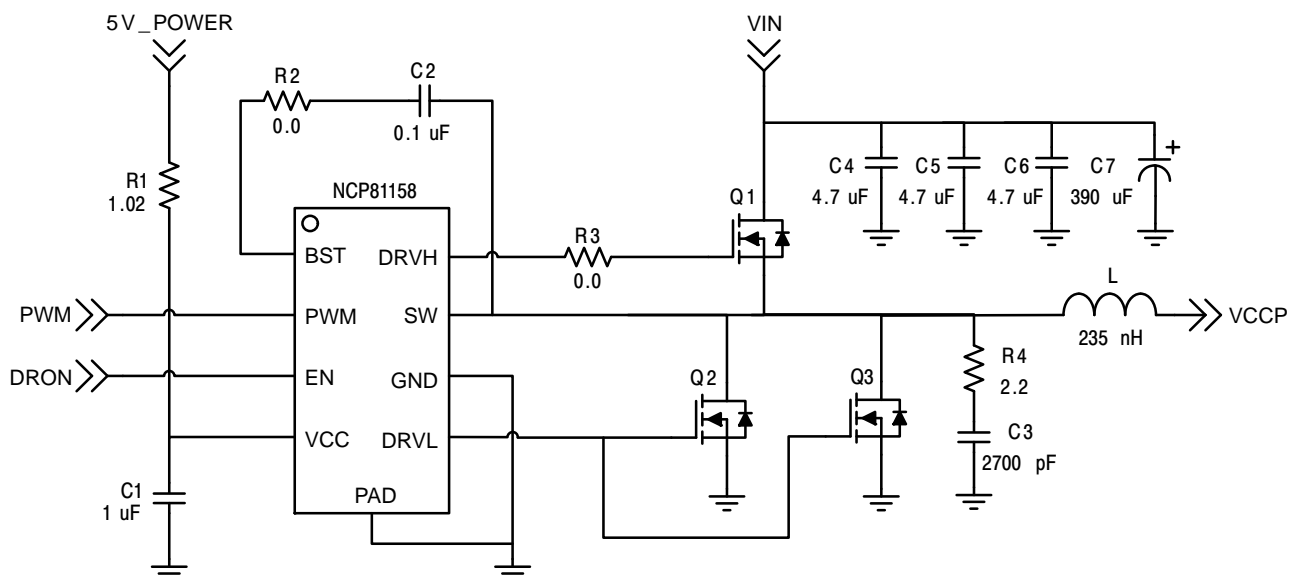 5V_POWER
VIN
R2
0.0
C2
0.1 uF
R1
1.02
NCP81158
Q1
C4
4.7 uF
C5
4.7 uF
C6
4.7 uF
C7
390 uF
+
BST
DRVH
R3
0.0
PWM
PWM
SW
L
235 nH
VCCP
DRON
EN
GND
Q2
Q3
R4
2.2
VCC
DRVL
C3
2700 pF
C1
1 uF
PAD